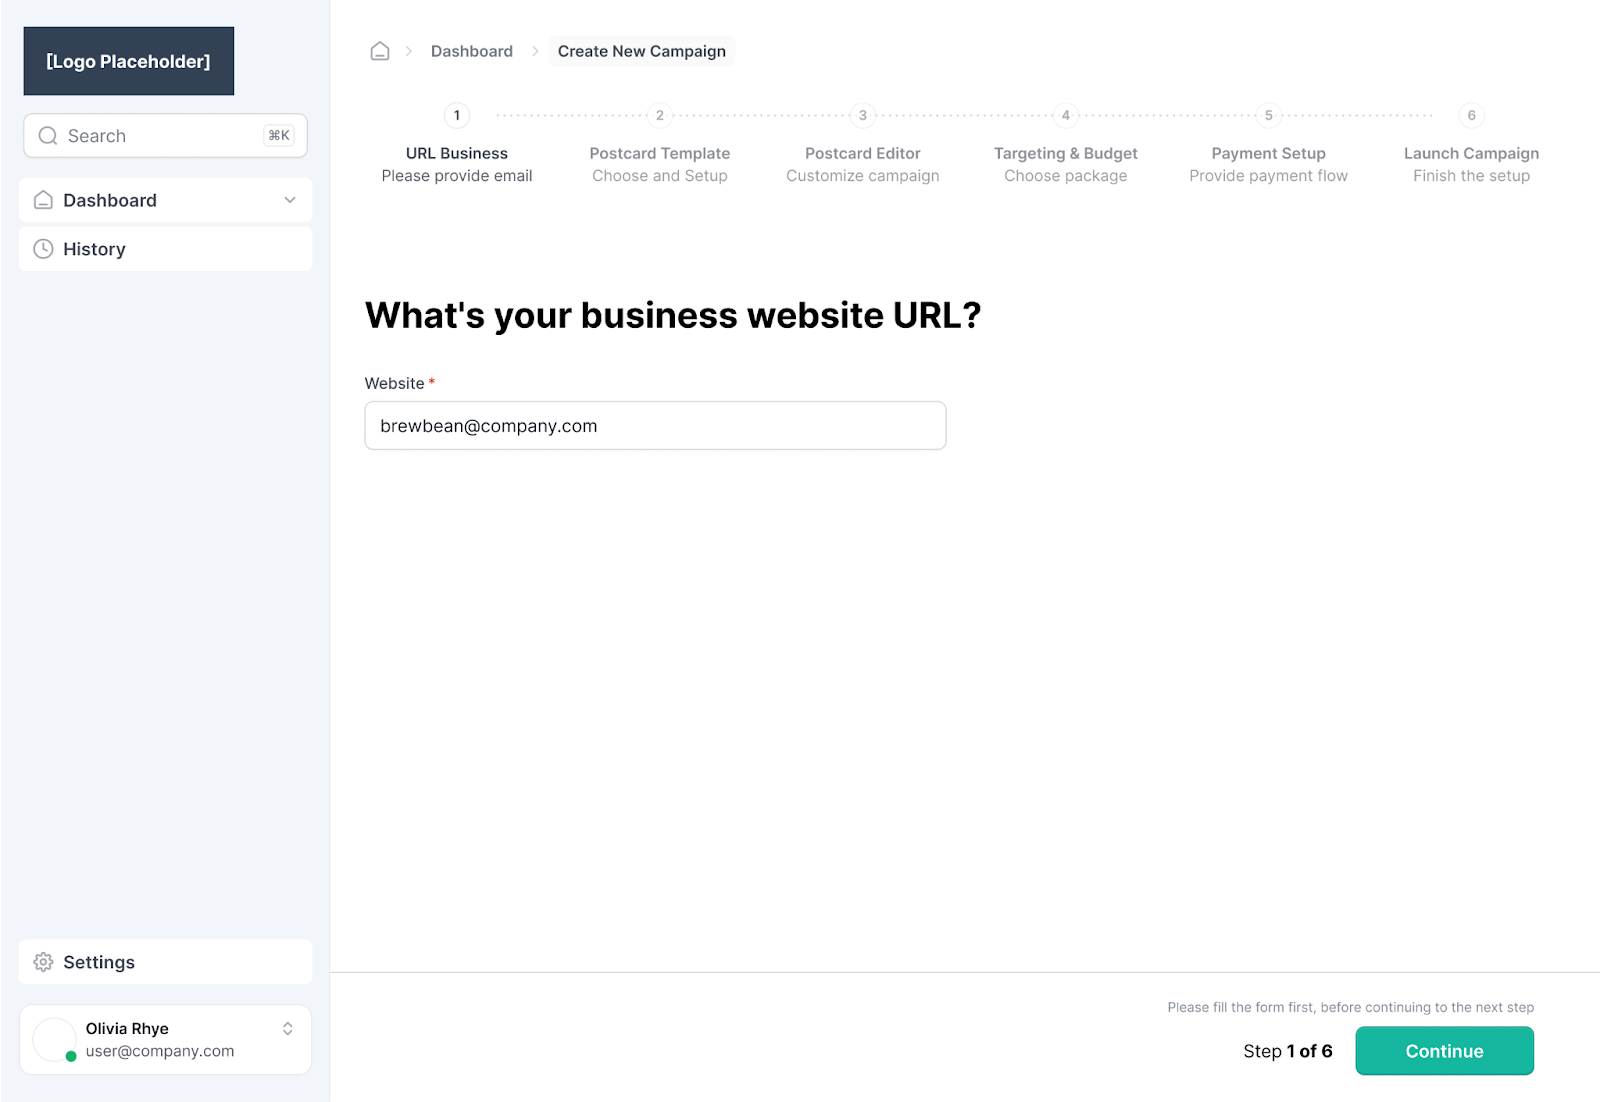 [Logo Placeholder]
Search ⌘K
Dashboard
History
Settings
Olivia Rhye
user@company.com
Dashboard Create New Campaign
1 2 3 4 5 6
URL Business Postcard Template Postcard Editor Targeting & Budget Payment Setup Launch Campaign
Please provide email Choose and Setup Customize campaign Choose package Provide payment flow Finish the setup
What's your business website URL?
Website *
brewbean@company.com
Please fill the form first, before continuing to the next step
Step 1 of 6 Continue